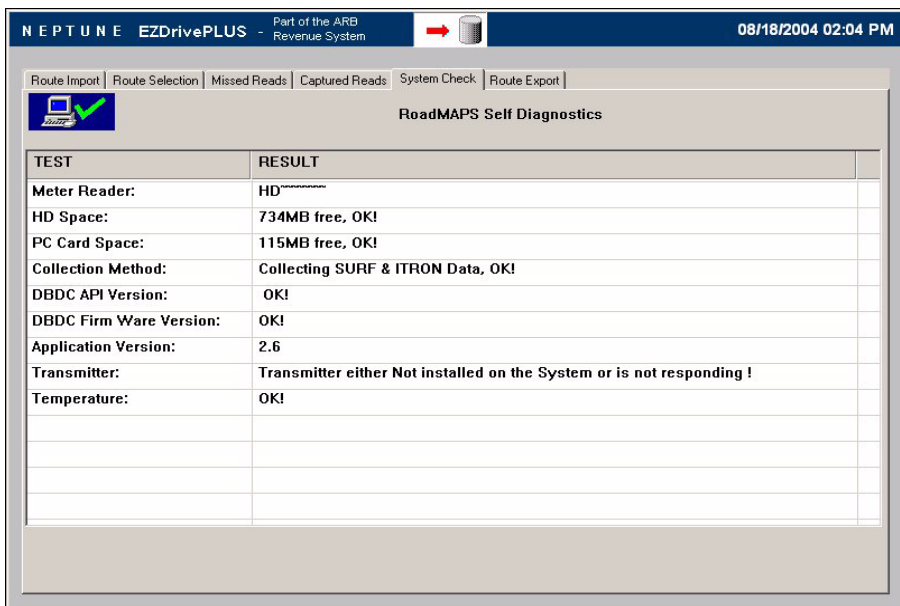 NEPTUNE EZDrivePLUS - Part of the ARB Revenue System 08/18/2004 02:04 PM
Route Import Route Selection Missed Reads Captured Reads System Check Route Export
RoadMAPS Self Diagnostics
TEST RESULT
Meter Reader: HD~~~~~~~~
HD Space: 734MB free, OK!
PC Card Space: 115MB free, OK!
Collection Method: Collecting SURF & ITRON Data, OK!
DBDC API Version: OK!
DBDC Firm Ware Version: OK!
Application Version: 2.6
Transmitter: Transmitter either Not installed on the System or is not responding !
Temperature: OK!